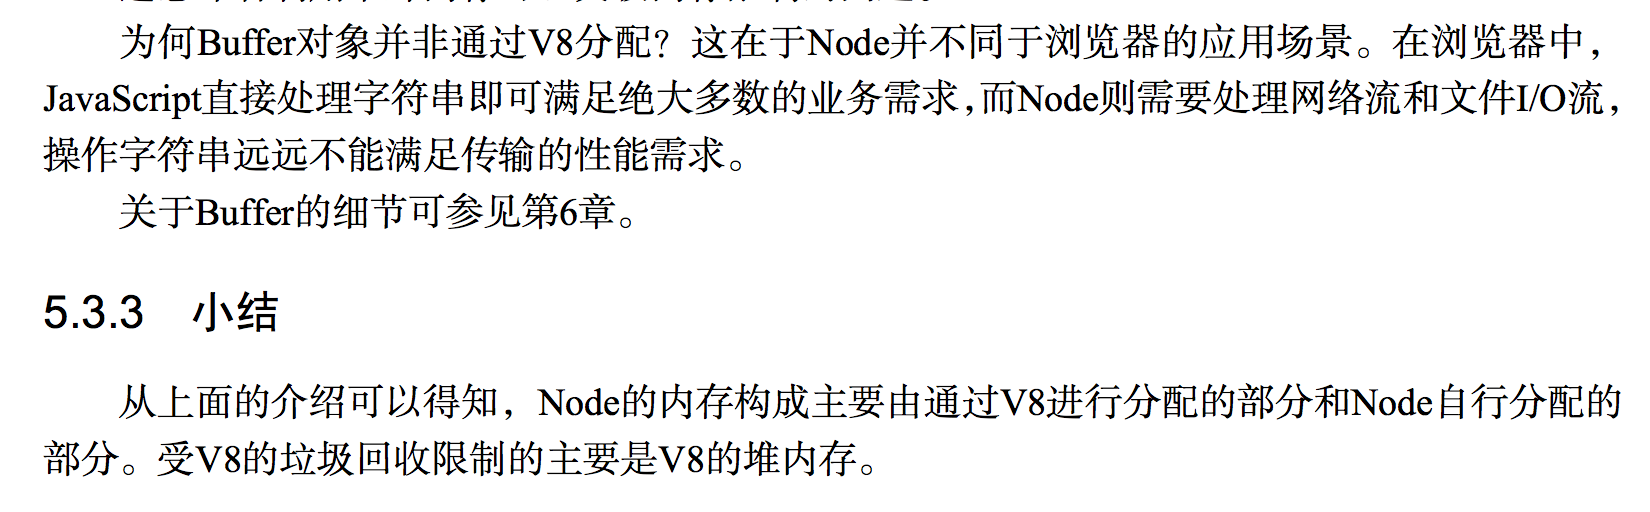 为何Buffer对象并非通过V8分配？这在于Node并不同于浏览器的应用场景。在浏览器中，
JavaScript直接处理字符串即可满足绝大多数的业务需求，而Node则需要处理网络流和文件I/O流，
操作字符串远远不能满足传输的性能需求。
关于Buffer的细节可参见第6章。
5.3.3 小结
从上面的介绍可以得知，Node的内存构成主要由通过V8进行分配的部分和Node自行分配的
部分。受V8的垃圾回收限制的主要是V8的堆内存。